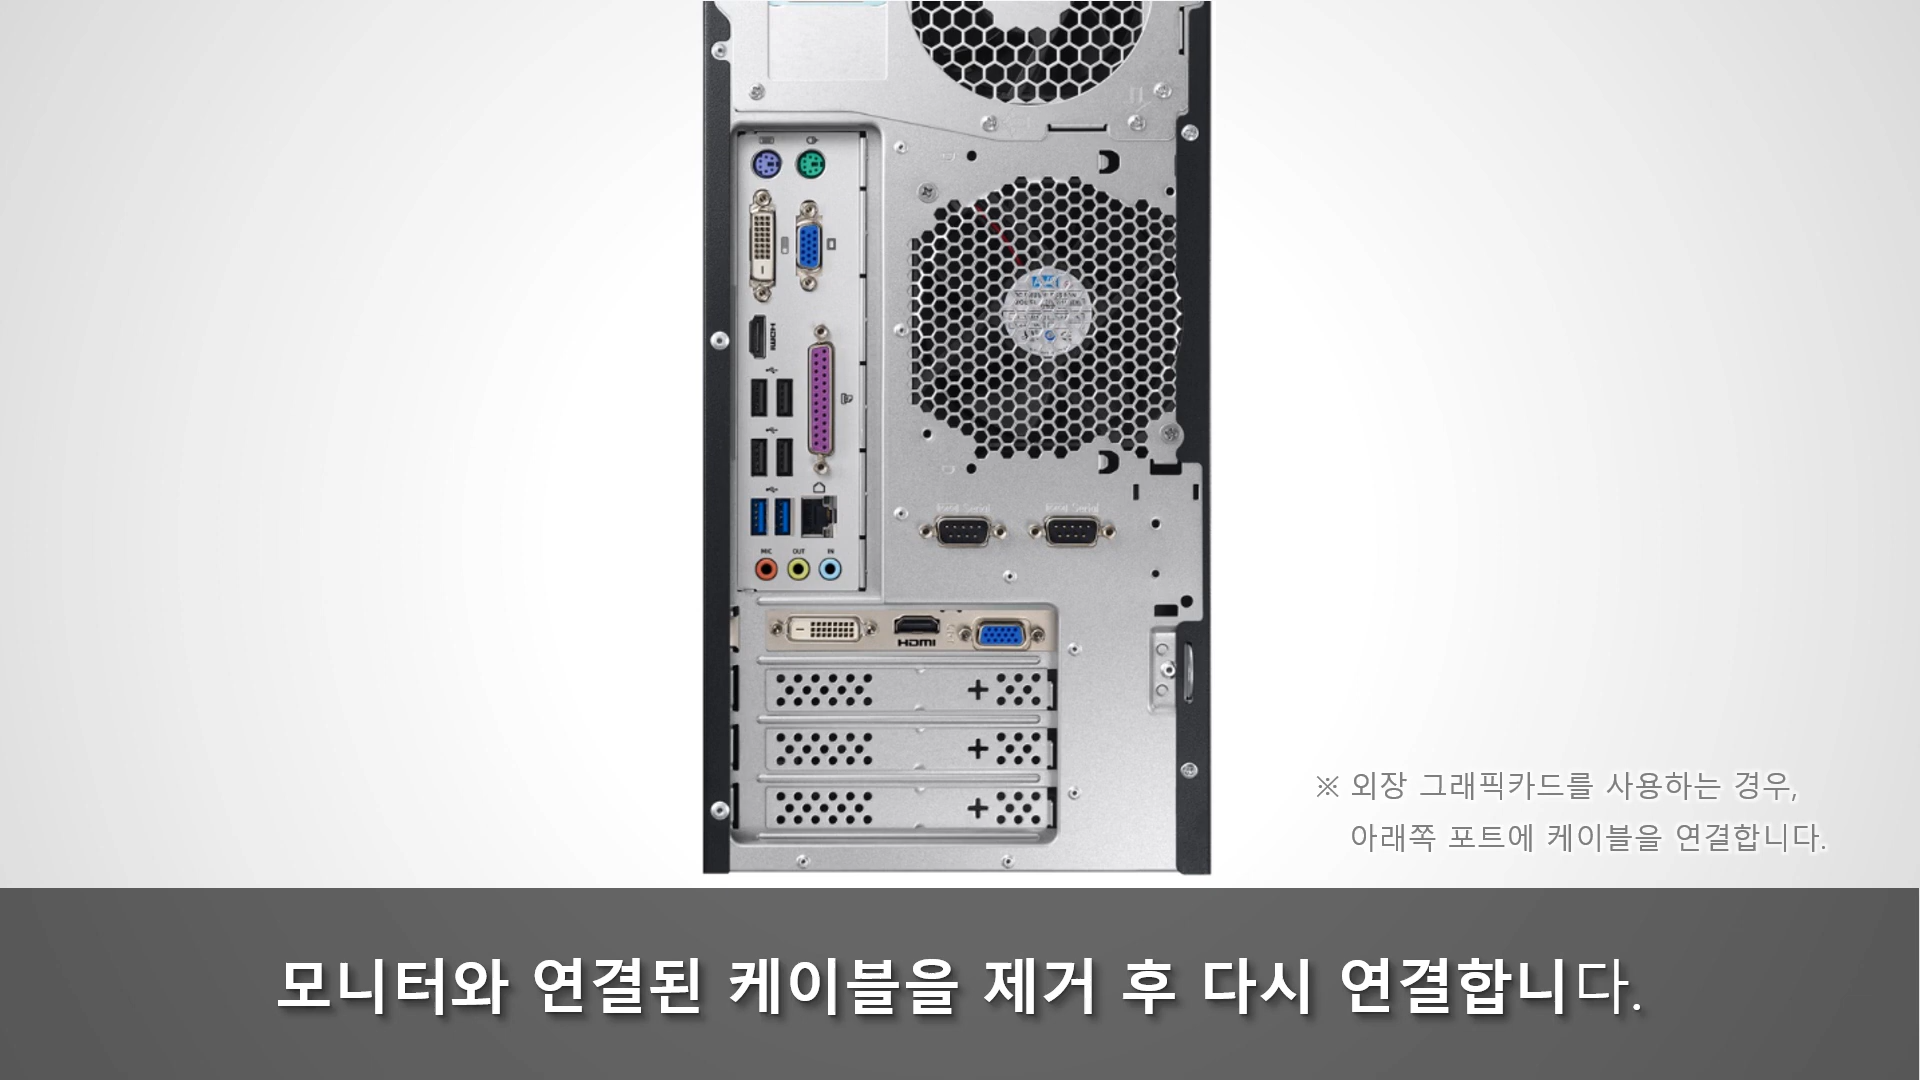 HDMI
MIC OUT IN
HDMI
※ 외장 그래픽카드를 사용하는 경우,
아래쪽 포트에 케이블을 연결합니다.
모니터와 연결된 케이블을 제거 후 다시 연결합니다.